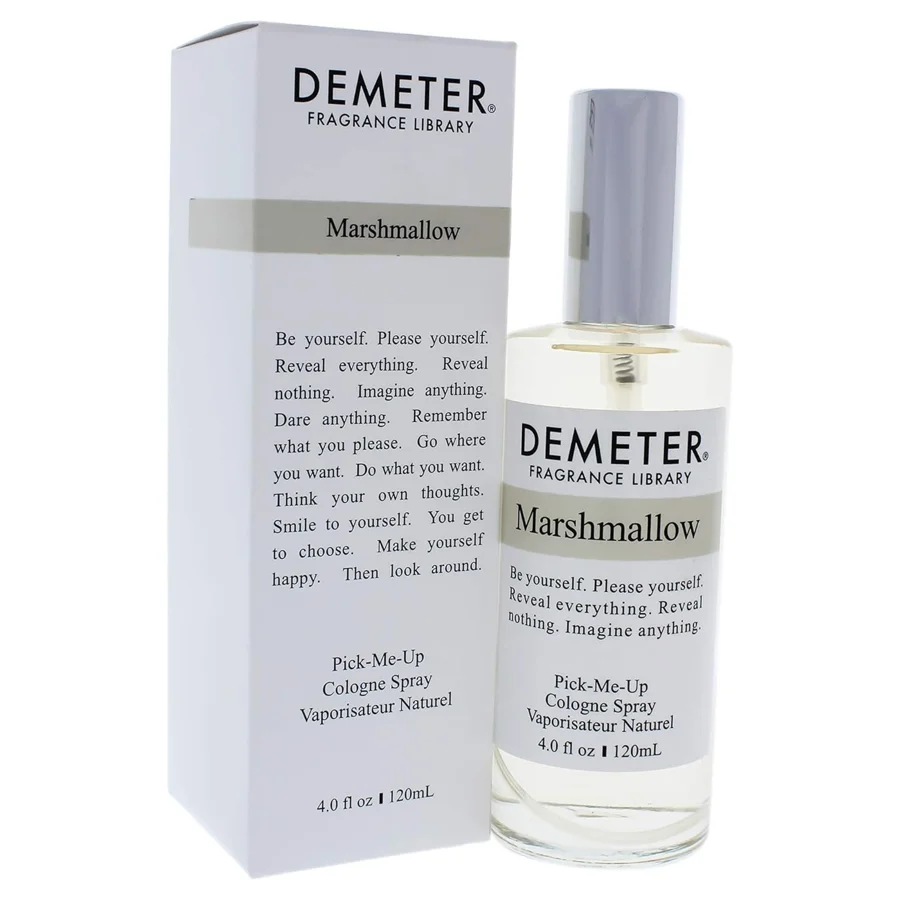 DEMETER®
FRAGRANCE LIBRARY
Marshmallow
Be yourself. Please yourself.
Reveal everything. Reveal
nothing. Imagine anything.
Dare anything. Remember
what you please. Go where
you want. Do what you want.
Think your own thoughts.
Smile to yourself. You get
to choose. Make yourself
happy. Then look around.
Pick-Me-Up
Cologne Spray
Vaporisateur Naturel
4.0 fl oz ▮ 120mL
DEMETER®
FRAGRANCE LIBRARY
Marshmallow
Be yourself. Please yourself.
Reveal everything. Reveal
nothing. Imagine anything.
Pick-Me-Up
Cologne Spray
Vaporisateur Naturel
4.0 fl oz ▮ 120mL